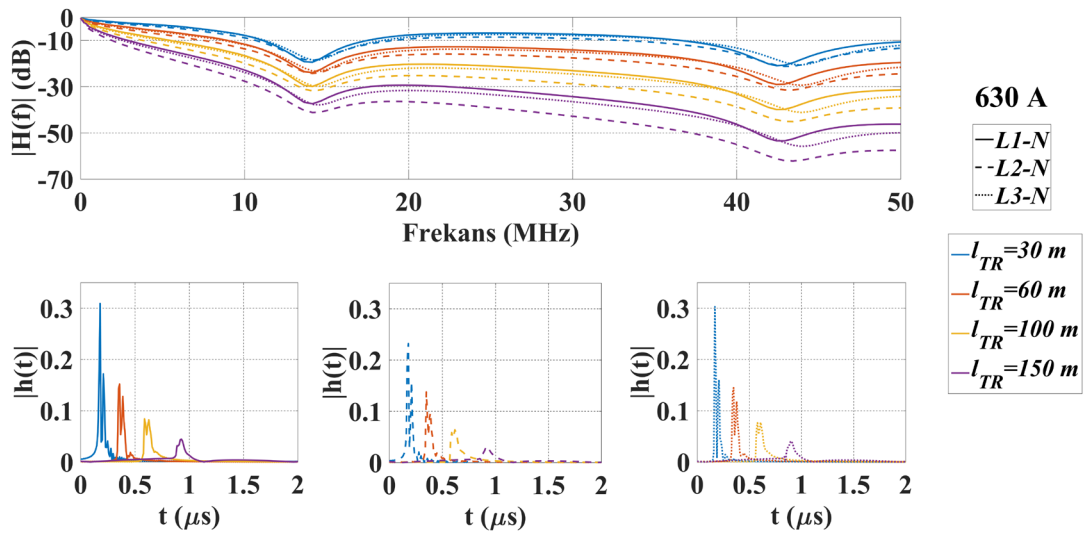 |H(f)| (dB)
0
-10
-30
-50
-70
0
10
20
30
40
50
Frekans (MHz)
630 A
L1-N
L2-N
L3-N
l_TR=30 m
l_TR=60 m
l_TR=100 m
l_TR=150 m
|h(t)|
0.3
0.2
0.1
0
0
0.5
1
1.5
2
t (μs)
|h(t)|
0.3
0.2
0.1
0
0
0.5
1
1.5
2
t (μs)
|h(t)|
0.3
0.2
0.1
0
0
0.5
1
1.5
2
t (μs)